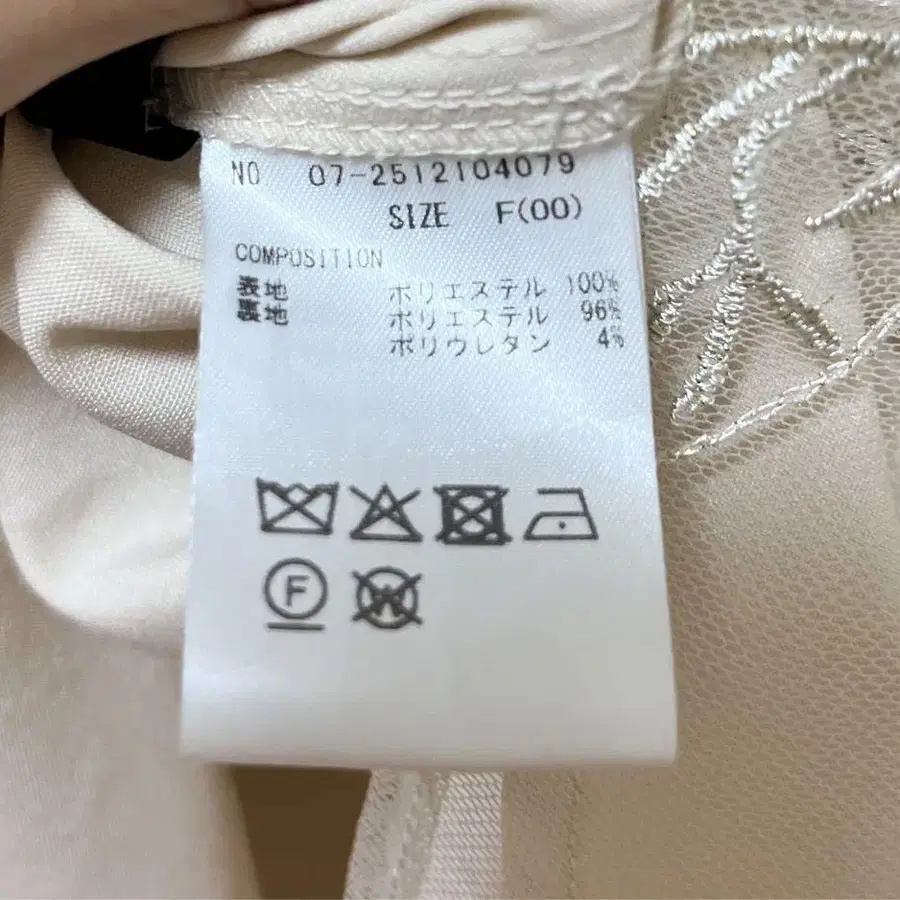 NO. 07-2512104079
SIZE F(00)
COMPOSITION
表地 ポリエステル 100%
裏地 ポリエステル 96%
ポリウレタン 4%
F
W